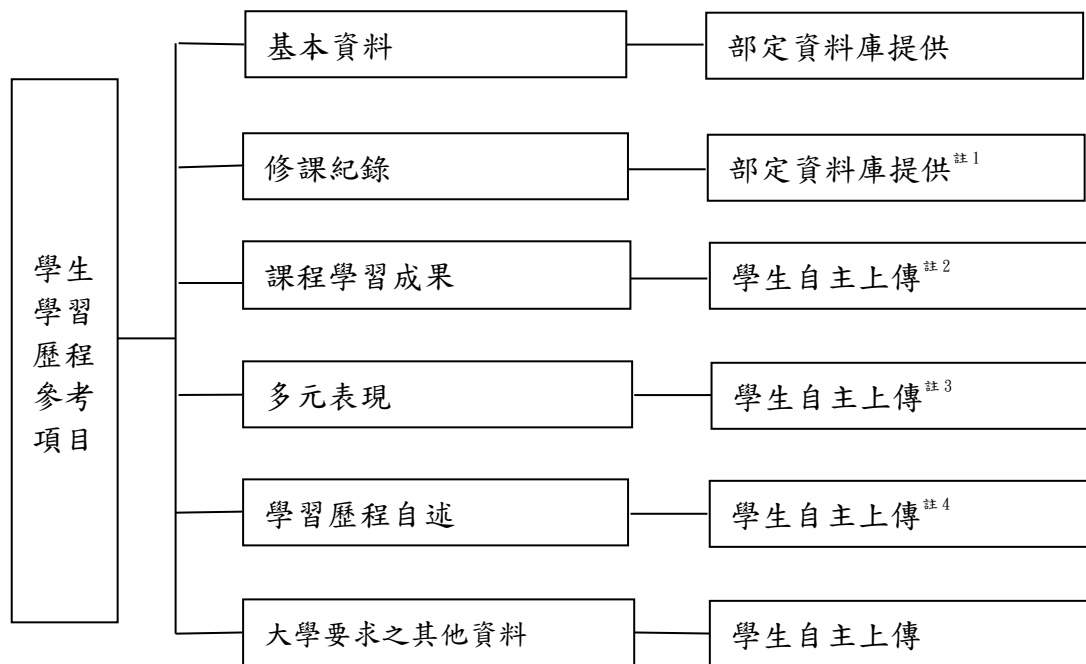 基本資料
部定資料庫提供
修課紀錄
部定資料庫提供註1
學生
學習
歷程
參考
項目
課程學習成果
學生自主上傳註2
多元表現
學生自主上傳註3
學習歷程自述
學生自主上傳註4
大學要求之其他資料
學生自主上傳